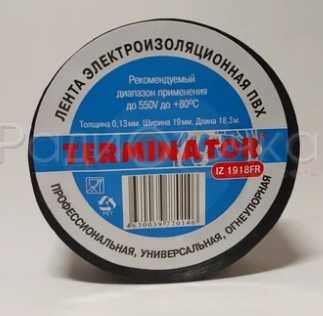 ЛЕНТА ЭЛЕКТРОИЗОЛЯЦИОННАЯ ПВХ
Рекомендуемый
диапазон применения
до 550V до +80°C
Толщина 0,13мм. Ширина 19мм. Длина 18,3м.
TERMINATOR
IZ 1918FR
ПРОФЕССИОНАЛЬНАЯ, УНИВЕРСАЛЬНАЯ, ОГНЕУПОРНАЯ